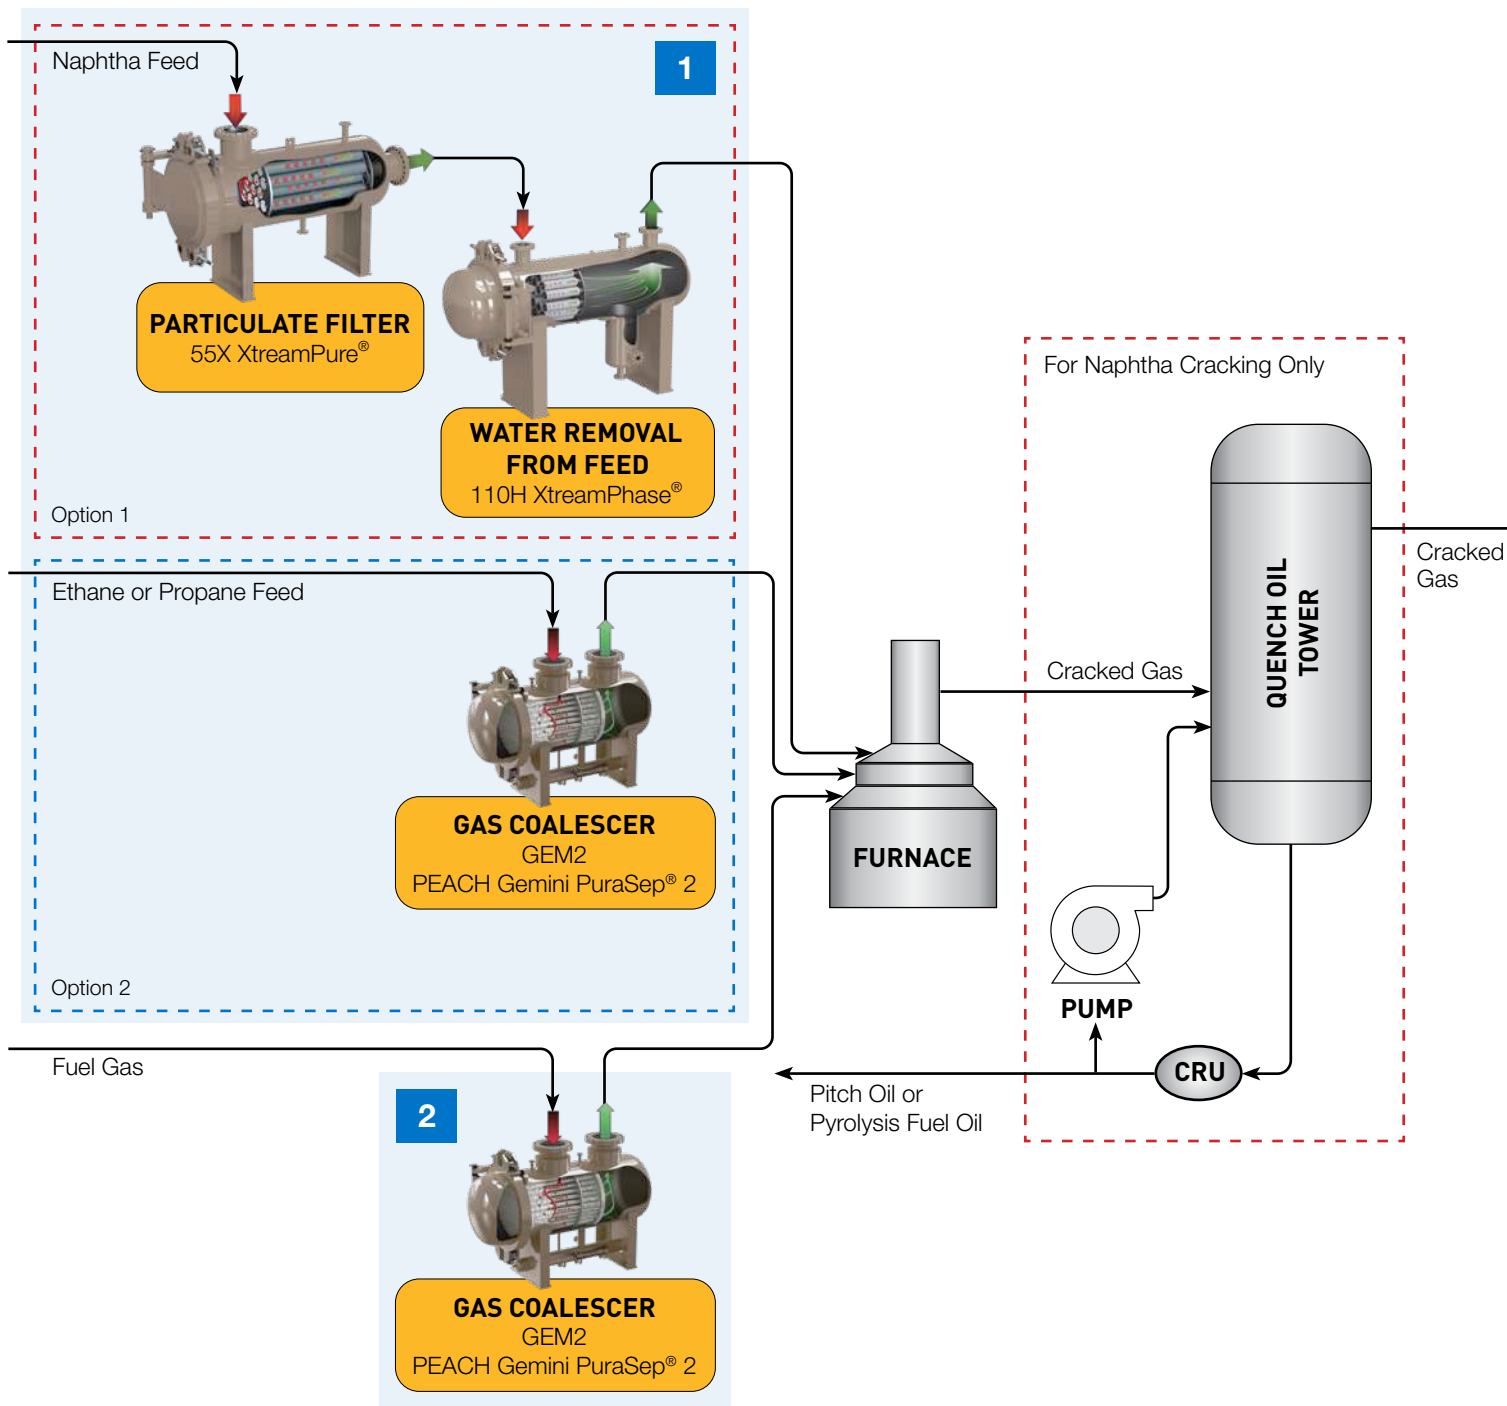 Naphtha Feed
1
PARTICULATE FILTER
55X XtreamPure®
WATER REMOVAL
FROM FEED
110H XtreamPhase®
Option 1
Ethane or Propane Feed
GAS COALESCER
GEM2
PEACH Gemini PuraSep® 2
Option 2
Fuel Gas
2
GAS COALESCER
GEM2
PEACH Gemini PuraSep® 2
FURNACE
For Naphtha Cracking Only
Cracked Gas
QUENCH OIL
TOWER
Cracked
Gas
PUMP
CRU
Pitch Oil or
Pyrolysis Fuel Oil